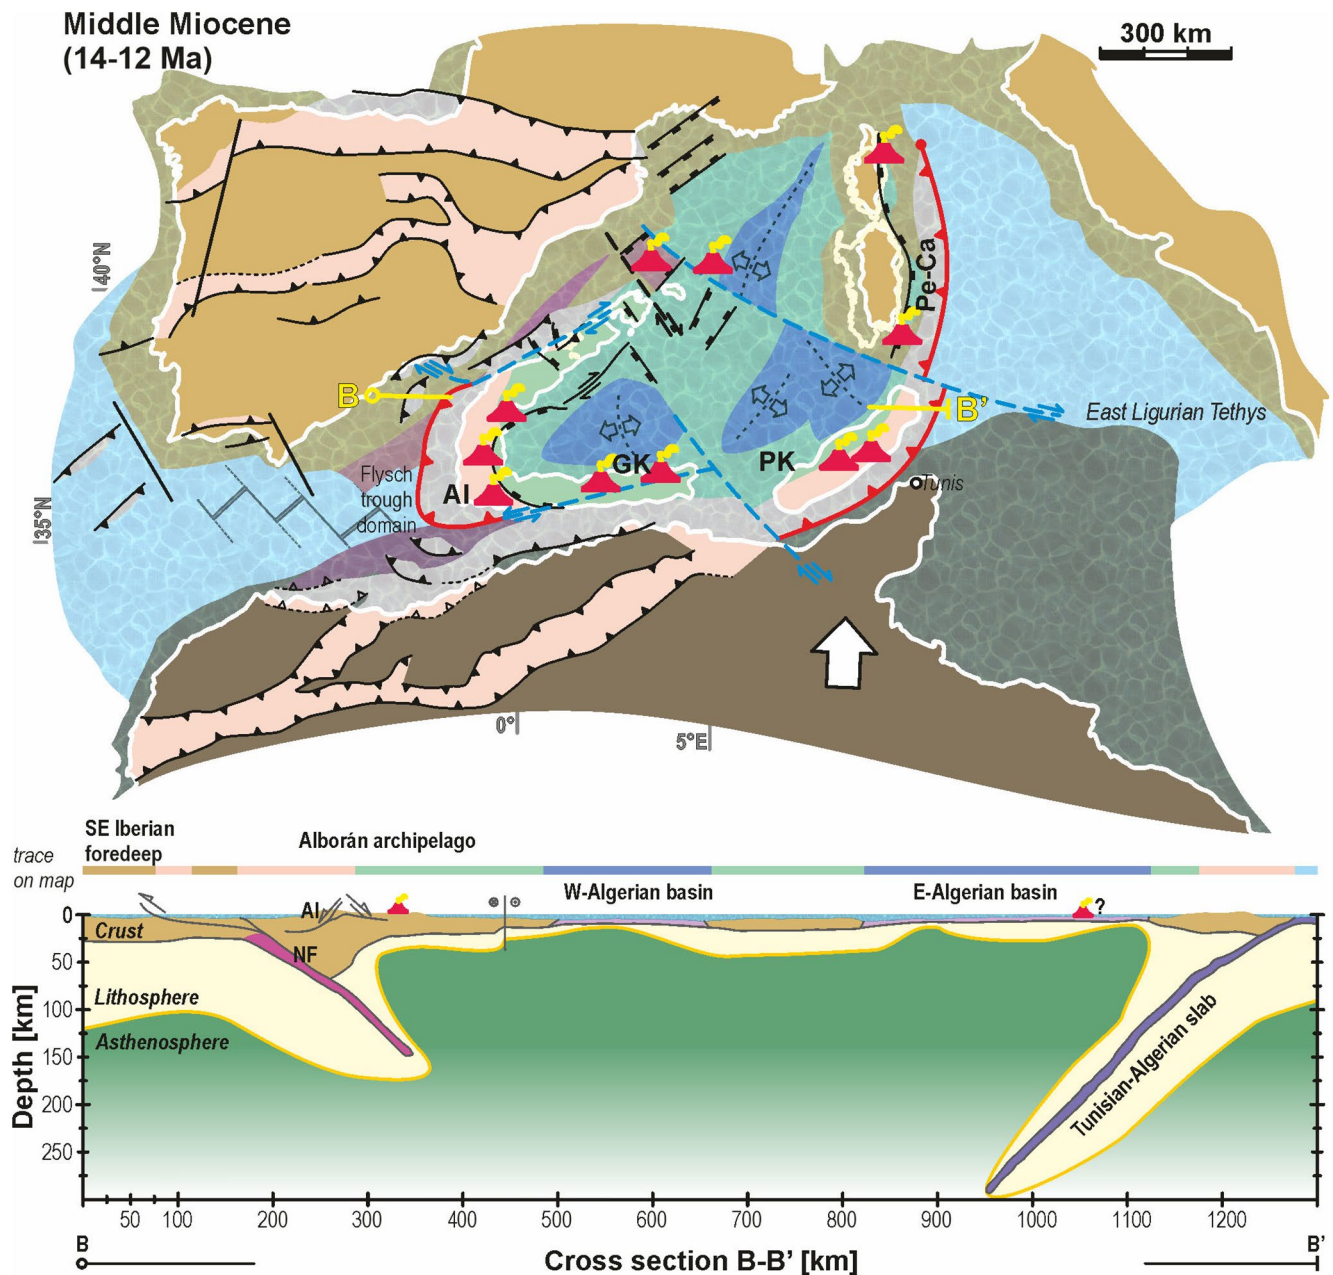 Middle Miocene
(14-12 Ma)
300 km
40°N
Pe-Ca
B
B'
East Ligurian Tethys
Flysch
trough
domain
Al
GK
PK
Tunis
35°N
0°
5°E
SE Iberian
foredeep
Alborán archipelago
trace
on map
W-Algerian basin
E-Algerian basin
Al
?
0
Crust
NF
50
Lithosphere
100
Asthenosphere
150
200
250
Depth [km]
Tunisian-Algerian slab
50 100 200 300 400 500 600 700 800 900 1000 1100 1200
B
B'
Cross section B-B' [km]